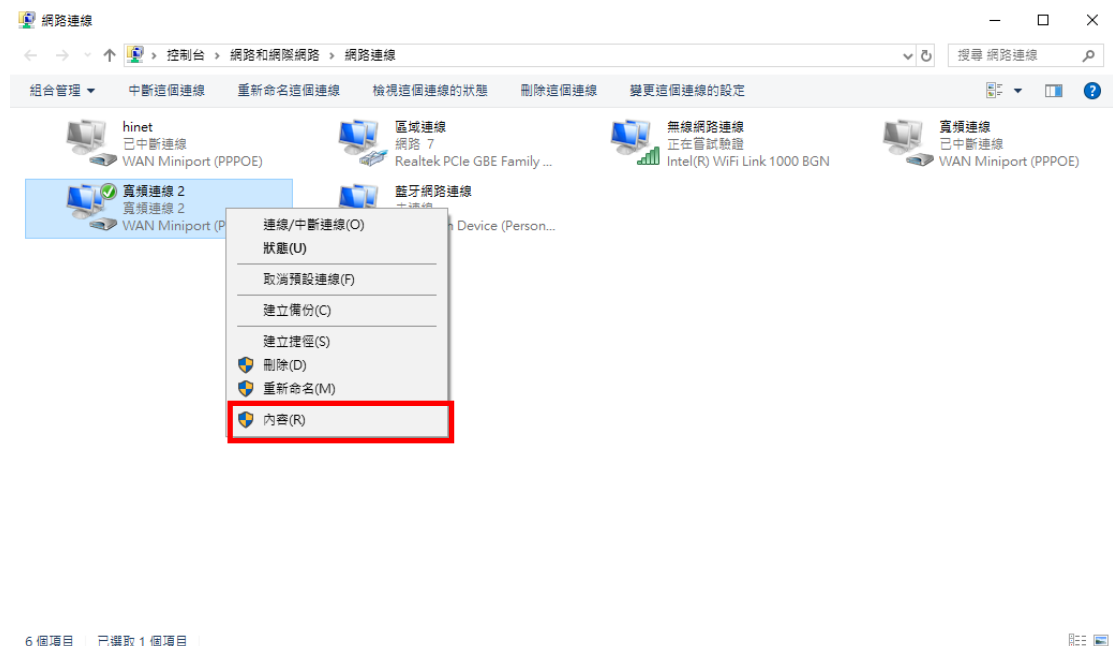 網路連線
控制台 › 網路和網際網路 › 網路連線
搜尋 網路連線
組合管理 中斷這個連線 重新命名這個連線 檢視這個連線的狀態 刪除這個連線 變更這個連線的設定
hinet
已中斷連線
WAN Miniport (PPPOE)
區域連線
網路 7
Realtek PCIe GBE Family ...
無線網路連線
正在嘗試驗證
Intel(R) WiFi Link 1000 BGN
寬頻連線
已中斷連線
WAN Miniport (PPPOE)
寬頻連線 2
寬頻連線 2
WAN Miniport (P
藍牙網路連線
Device (Person...
連線/中斷連線(O)
狀態(U)
取消預設連線(F)
建立備份(C)
建立捷徑(S)
刪除(D)
重新命名(M)
內容(R)
6 個項目 已選取 1 個項目